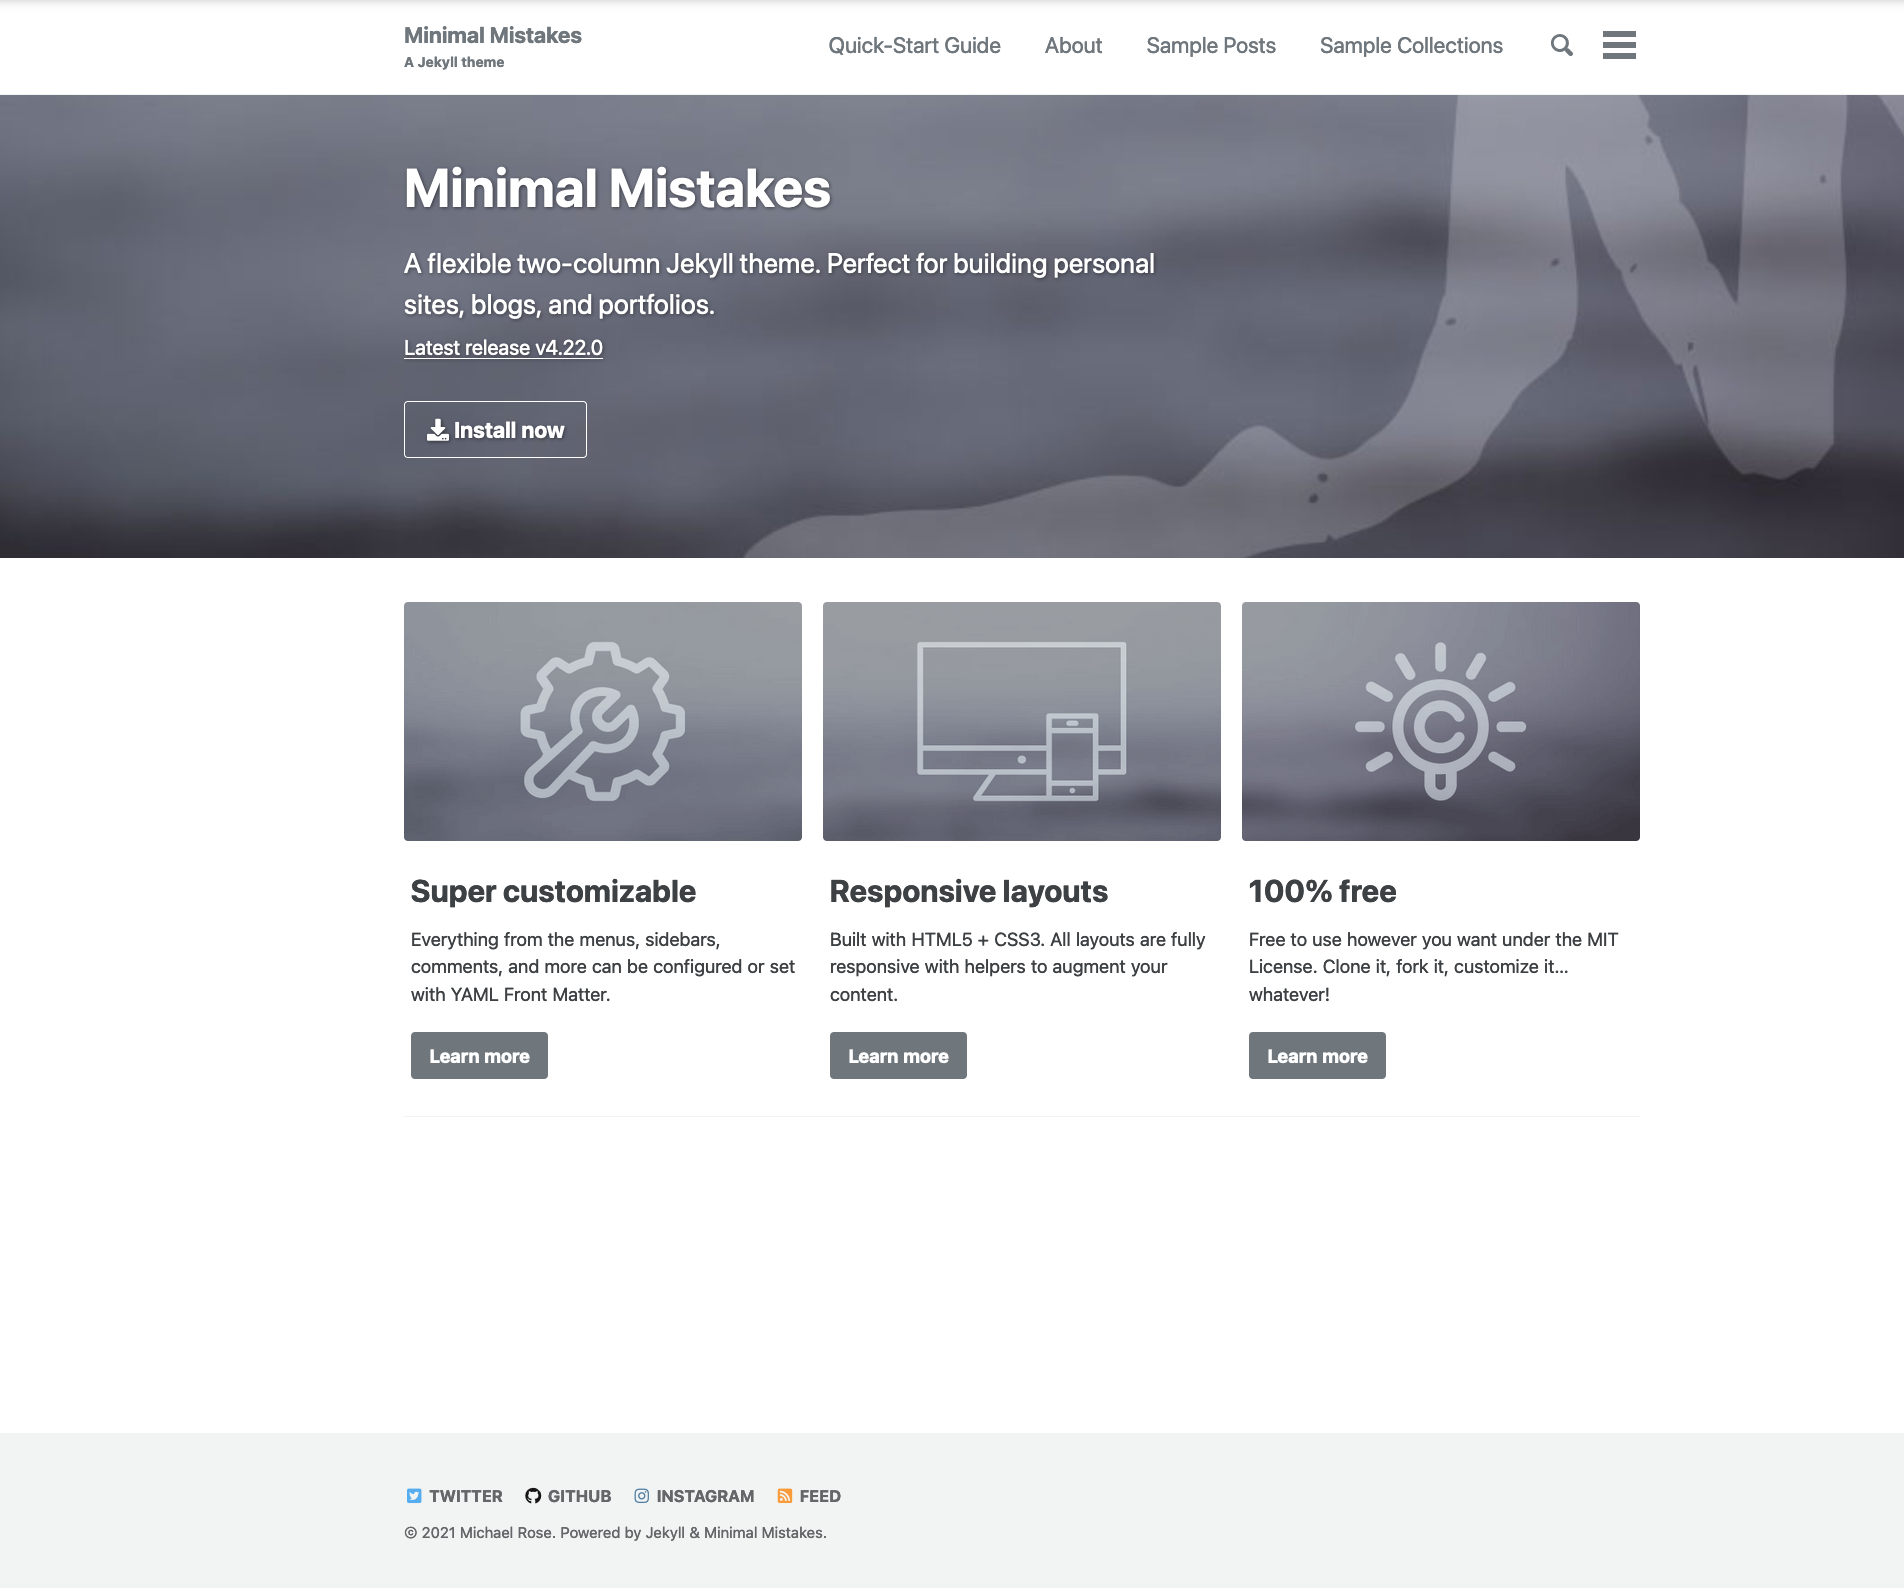 Minimal Mistakes
A Jekyll theme
Quick-Start Guide
About
Sample Posts
Sample Collections
Minimal Mistakes
A flexible two-column Jekyll theme. Perfect for building personal
sites, blogs, and portfolios.
Latest release v4.22.0
Install now
Super customizable
Everything from the menus, sidebars,
comments, and more can be configured or set
with YAML Front Matter.
Learn more
Responsive layouts
Built with HTML5 + CSS3. All layouts are fully
responsive with helpers to augment your
content.
Learn more
100% free
Free to use however you want under the MIT
License. Clone it, fork it, customize it...
whatever!
Learn more
TWITTER
GITHUB
INSTAGRAM
FEED
© 2021 Michael Rose. Powered by Jekyll & Minimal Mistakes.